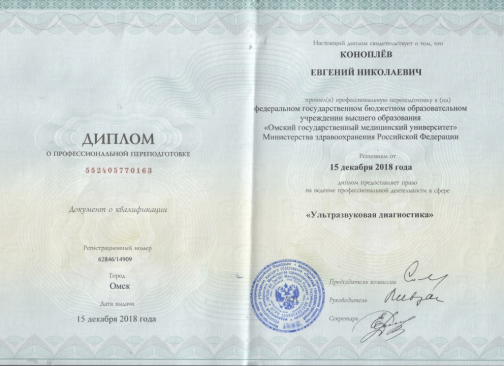 ДИПЛОМ
О ПРОФЕССИОНАЛЬНОЙ ПЕРЕПОДГОТОВКЕ
552405770163
Документ о квалификации
Регистрационный номер
62846/14909
Город
Омск
Дата выдачи
15 декабря 2018 года
Настоящий диплом свидетельствует о том, что
КОНОПЛЁВ
ЕВГЕНИЙ НИКОЛАЕВИЧ
прошел(а) профессиональную переподготовку в (на)
федеральном государственном бюджетном образовательном
учреждении высшего образования
«Омский государственный медицинский университет»
Министерства здравоохранения Российской Федерации
Решением от
15 декабря 2018 года
диплом предоставляет право
на ведение профессиональной деятельности в сфере
«Ультразвуковая диагностика»
Председатель комиссии
Руководитель
Секретарь